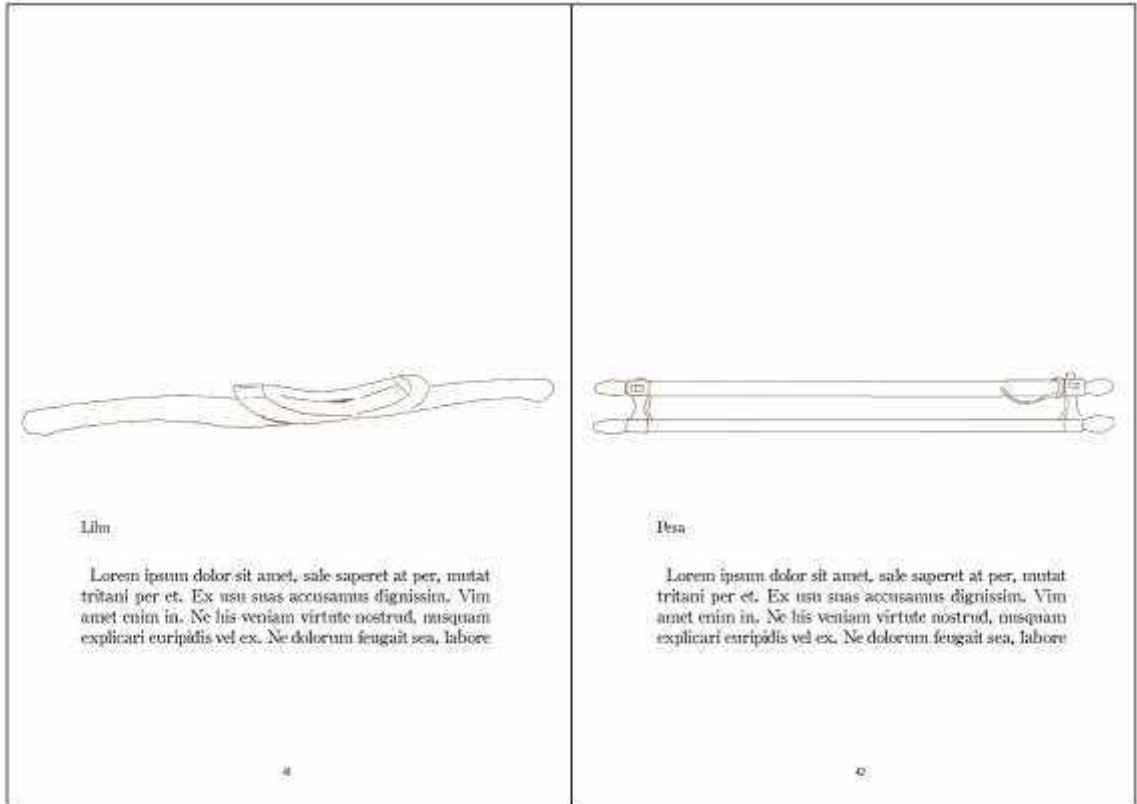 Lorem ipsum dolor sit amet, sale saperet at per, mutat
tritani per et. Ex usu suas accusamus dignissim. Vim
amet enim in. Ne his veniam virtute nostrud, nusquam
explicari euripidis vel ex. Ne dolorum feugait sea, labore
41
Pesa
Lorem ipsum dolor sit amet, sale saperet at per, mutat
tritani per et. Ex usu suas accusamus dignissim. Vim
amet enim in. Ne his veniam virtute nostrud, nusquam
explicari euripidis vel ex. Ne dolorum feugait sea, labore
42